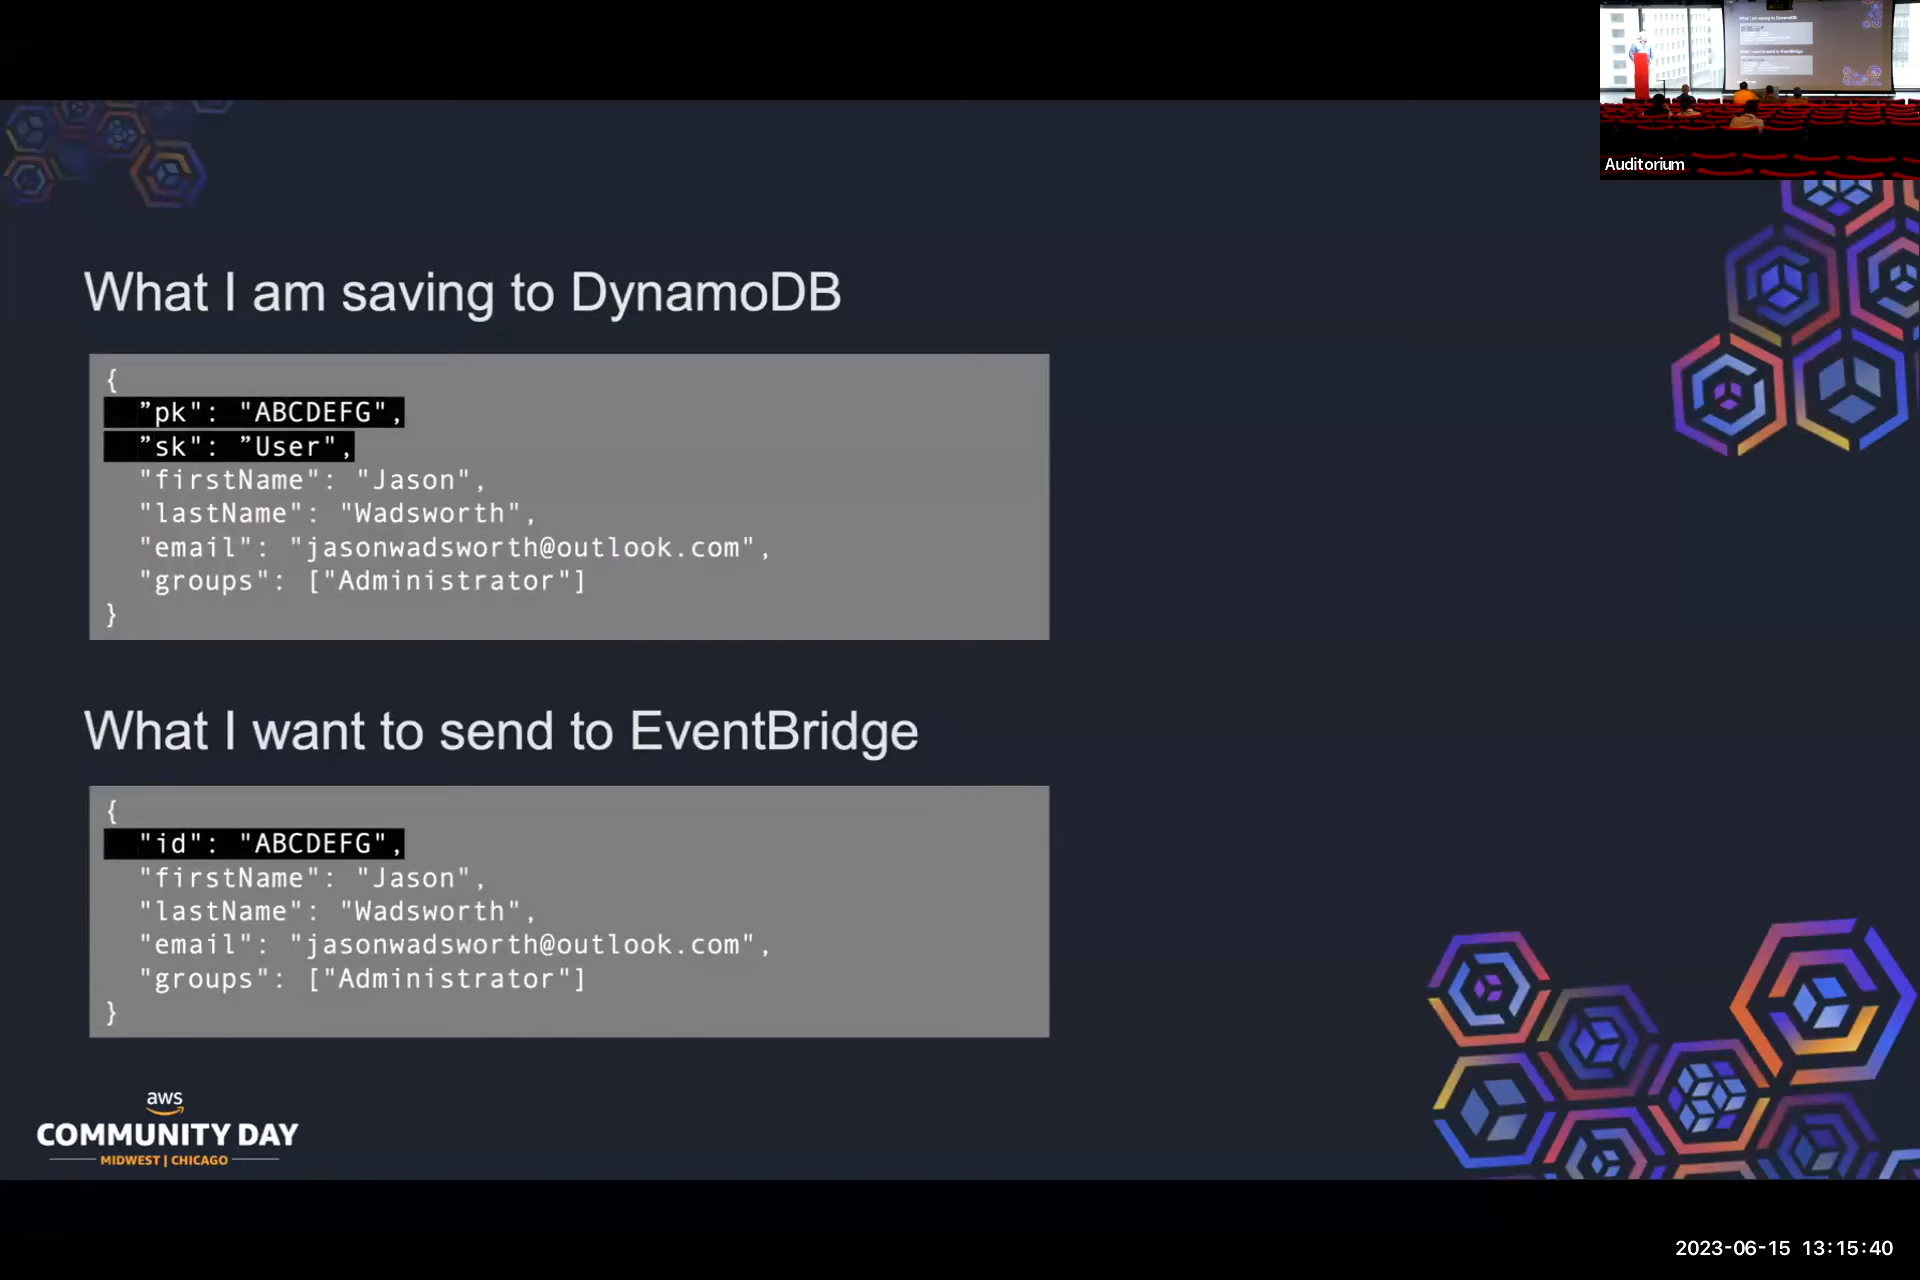 Auditorium
What I am saving to DynamoDB
{
”pk": "ABCDEFG",
”sk": ”User",
"firstName": "Jason",
"lastName": "Wadsworth",
"email": "jasonwadsworth@outlook.com",
"groups": ["Administrator"]
}
What I want to send to EventBridge
{
"id": "ABCDEFG",
"firstName": "Jason",
"lastName": "Wadsworth",
"email": "jasonwadsworth@outlook.com",
"groups": ["Administrator"]
}
aws
COMMUNITY DAY
MIDWEST | CHICAGO
2023-06-15 13:15:40